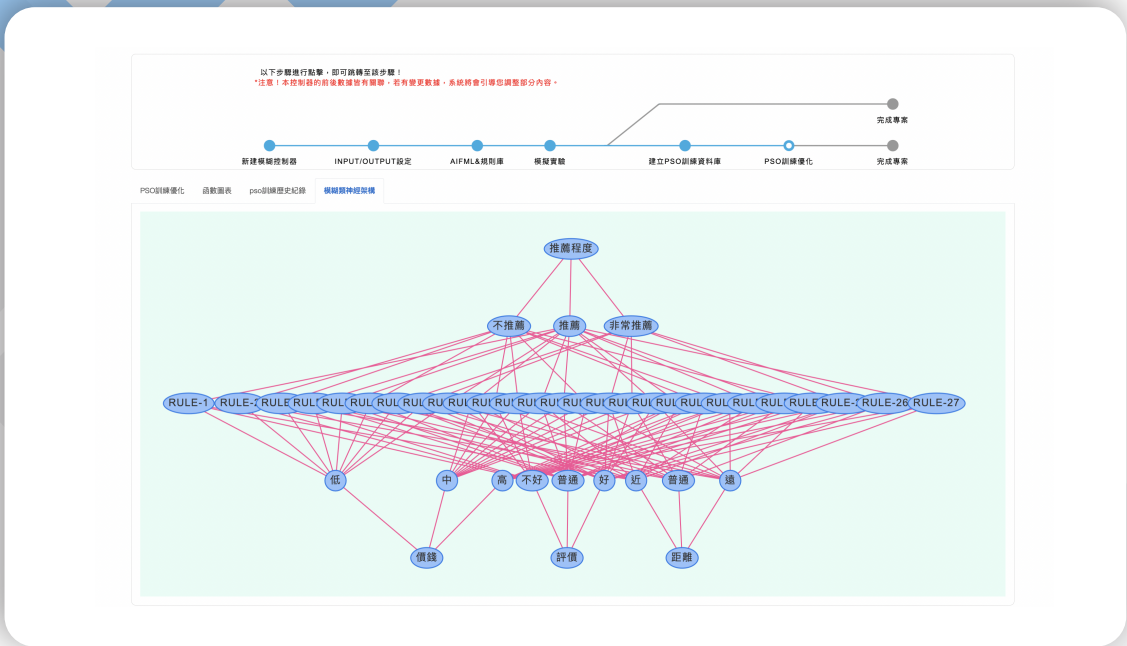 以下步驟進行點擊,即可跳轉至該步驟!
*注意!本控制器的前後數據皆有關聯,若有變更數據,系統將會引導您調整部分內容。
完成專案
新建模糊控制器 INPUT/OUTPUT設定 AIFML&規則庫 模擬實驗 建立PSO訓練資料庫 PSO訓練優化 完成專案
PSO訓練優化 函數圖表 pso訓練歷史紀錄 模糊類神經架構
推薦程度
不推薦 推薦 非常推薦
RULE-1 RULE-26 RULE-27
低 中 高 不好 普通 好 近 普通 遠
價錢 評價 距離